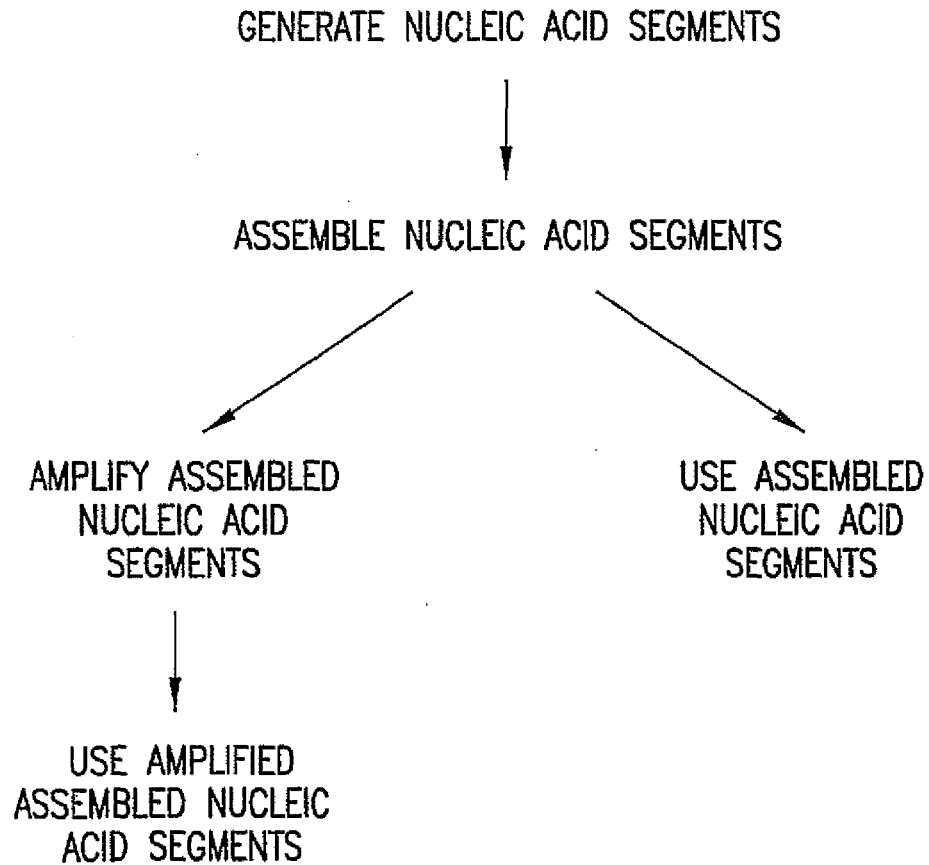 GENERATE NUCLEIC ACID SEGMENTS
ASSEMBLE NUCLEIC ACID SEGMENTS
AMPLIFY ASSEMBLED
NUCLEIC ACID
SEGMENTS
USE ASSEMBLED
NUCLEIC ACID
SEGMENTS
USE AMPLIFIED
ASSEMBLED NUCLEIC
ACID SEGMENTS